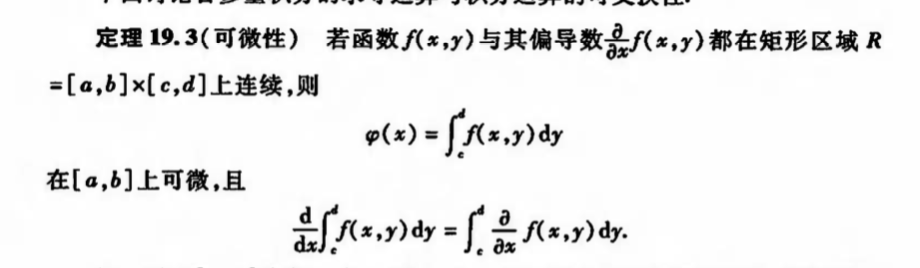 定理 19.3(可微性) 若函数 f(x,y)与其偏导数∂/∂x f(x,y)都在矩形区域 R
=[a,b]×[c,d]上连续,则
φ(x) = ∫_c^d f(x,y)dy
在[a,b]上可微,且
d/dx ∫_c^d f(x,y)dy = ∫_c^d ∂/∂x f(x,y)dy.